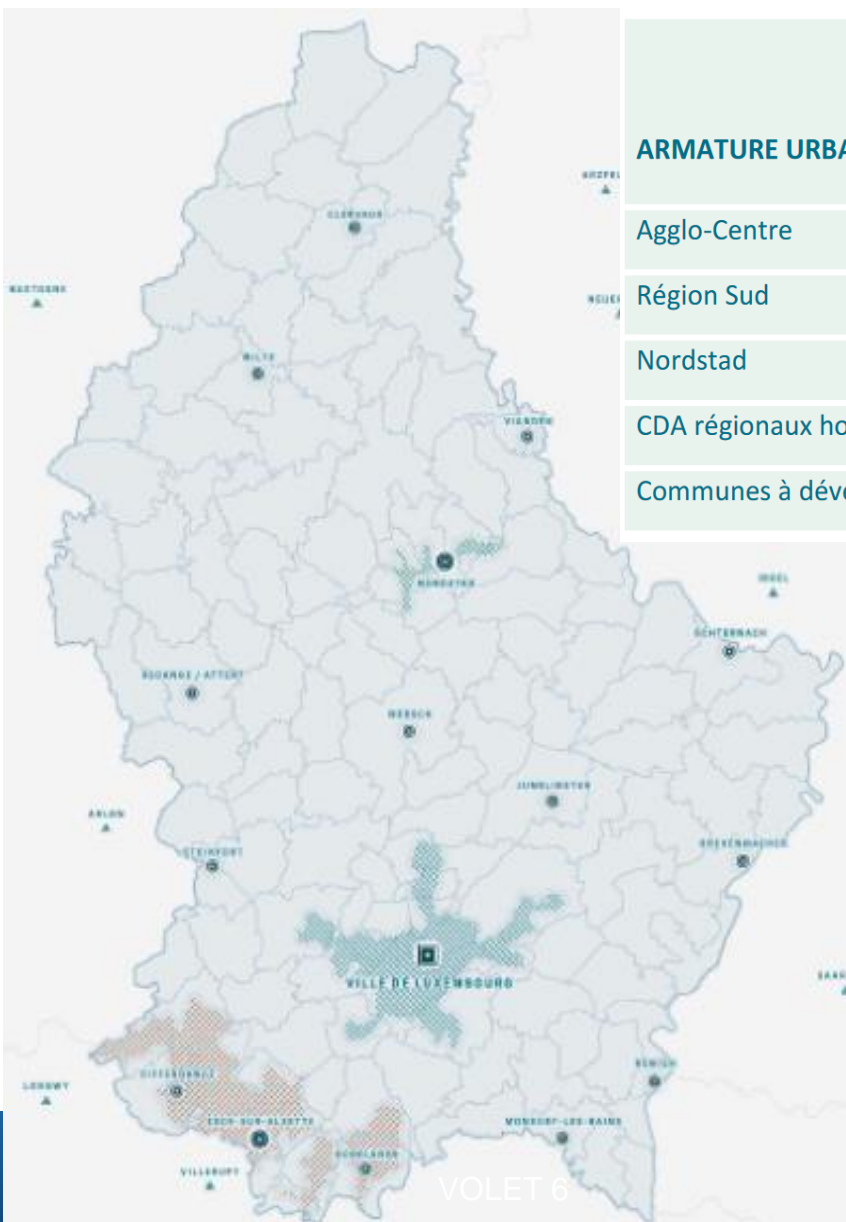 ARMATURE URBA
Agglo-Centre
Région Sud
Nordstad
CDA régionaux ho
Communes à déve
CLERVAUX
BASTOGNE
WILTZ
VIANDEN
NORDSTAD
ECHTERNACH
REDANGE / ATTERT
MERSCH
JUNGLINSTER
ARLON
STEINFORT
GREVENMACHER
VILLE DE LUXEMBOURG
DIFFERDANGE
REMICH
LONGWY
ESCH-SUR-ALZETTE
MONDORF-LES-BAINS
DUDELANGE
VILLERUPT
VOLET 6